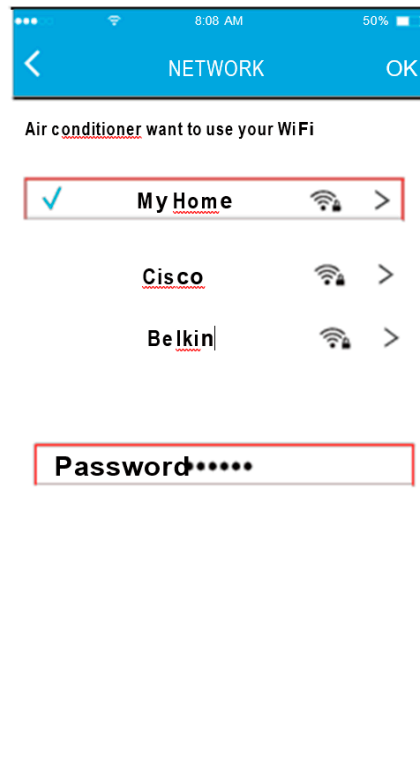 8:08 AM 50%
NETWORK OK
Air conditioner want to use your WiFi
My Home
Cisco
Belkin
Password••••••